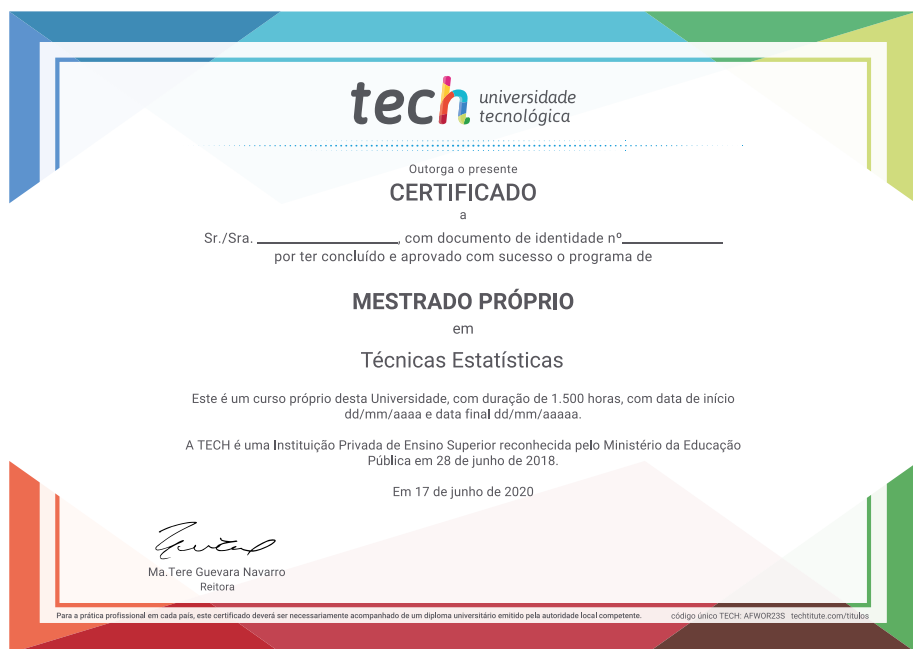 tech universidade
tecnológica
Outorga o presente
CERTIFICADO
a
Sr./Sra. ____________________, com documento de identidade nº______________
por ter concluído e aprovado com sucesso o programa de
MESTRADO PRÓPRIO
em
Técnicas Estatísticas
Este é um curso próprio desta Universidade, com duração de 1.500 horas, com data de início
dd/mm/aaaa e data final dd/mm/aaaaa.
A TECH é uma Instituição Privada de Ensino Superior reconhecida pelo Ministério da Educação
Pública em 28 de junho de 2018.
Em 17 de junho de 2020
Ma.Tere Guevara Navarro
Reitora
Para a prática profissional em cada país, este certificado deverá ser necessariamente acompanhado de um diploma universitário emitido pela autoridade local competente. código único TECH: AFWOR23S techtitute.com/titulos